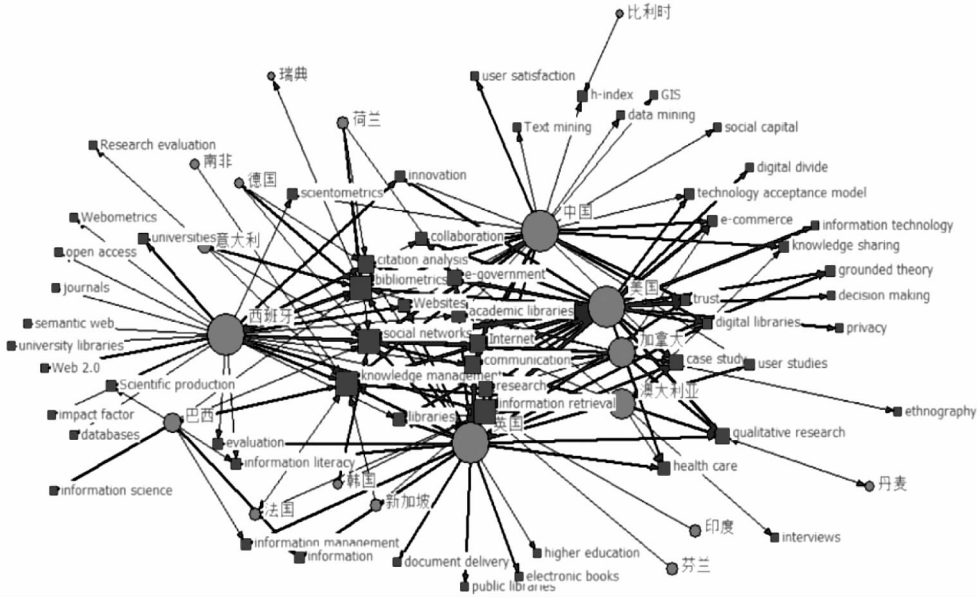 比利时
瑞典
user satisfaction
h-index
GIS
荷兰
data mining
Text mining
social capital
Research evaluation
南非
digital divide
德国
innovation
scientometrics
technology acceptance model
中国
Webometrics
e-commerce
information technology
universities
意大利
collaboration
knowledge sharing
open access
citation analysis
grounded theory
bibliometrics
e-government
journals
美国
decision making
trust
Websites
西班牙
academic libraries
semantic web
digital libraries
privacy
social networks
Internet
加拿大
university libraries
communication
case study
user studies
Web 2.0
knowledge management
Scientific production
research
澳大利亚
information retrieval
impact factor
巴西
libraries
英国
ethnography
databases
qualitative research
evaluation
information literacy
health care
韩国
information science
丹麦
新加坡
法国
印度
interviews
information management
information
higher education
document delivery
芬兰
electronic books
public libraries